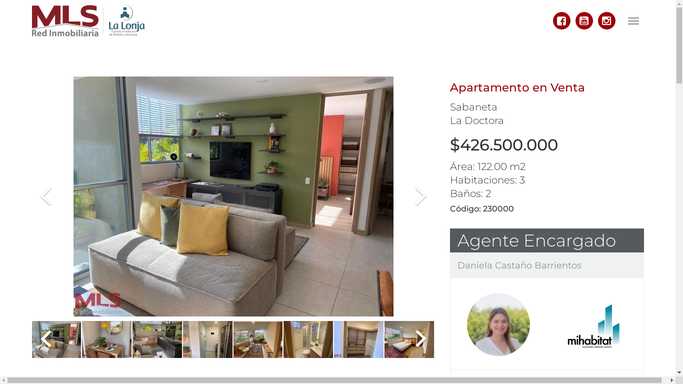 MLS
Red Inmobiliaria
La Lonja
Apartamento en Venta
Sabaneta
La Doctora
$426.500.000
Área: 122.00 m2
Habitaciones: 3
Baños: 2
Código: 230000
Agente Encargado
Daniela Castaño Barrientos
MLS
mihabitat